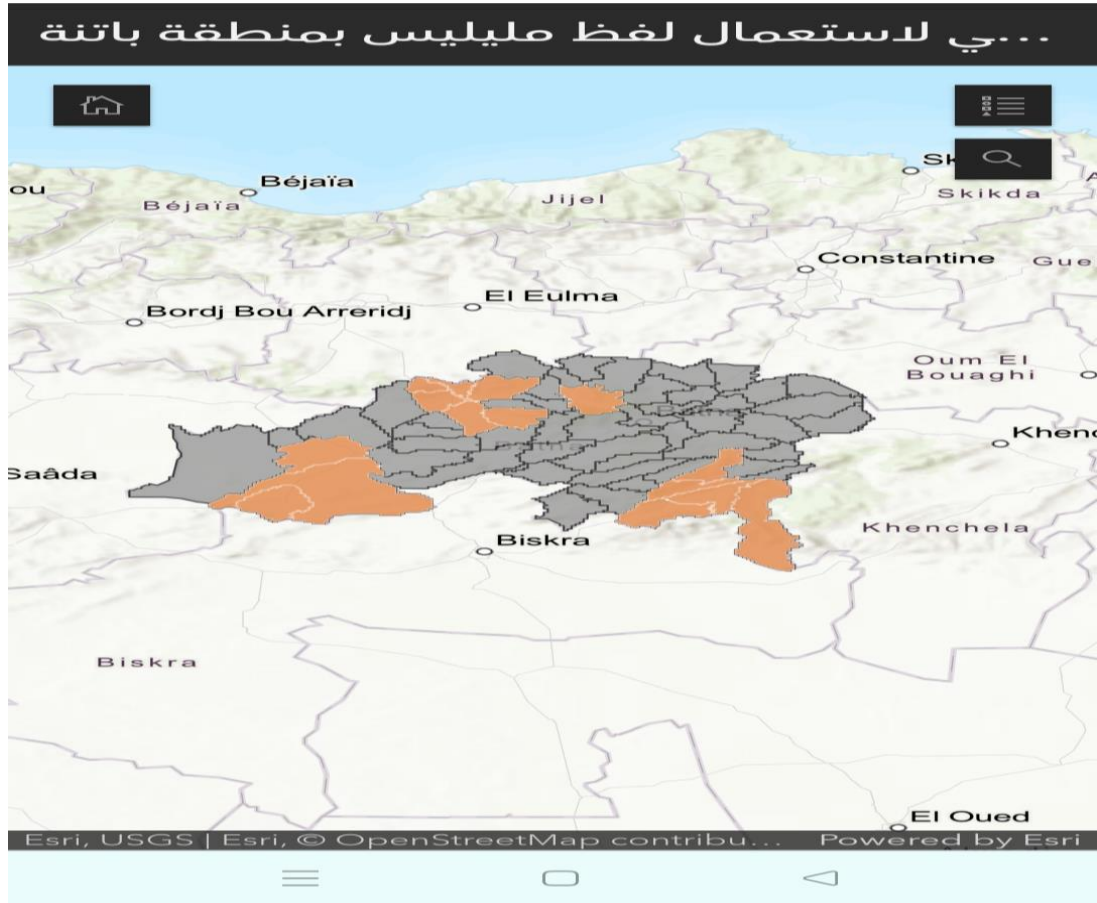 ...ي لاستعمال لفظ مليليس بمنطقة باتنة
Béjaïa
Béjaïa
Jijel
Skikda
Constantine
El Eulma
Bordj Bou Arreridj
Oum El
Bouaghi
Batna
Saâda
Khenchela
Biskra
Biskra
El Oued
Esri, USGS | Esri, © OpenStreetMap contribu... Powered by Esri